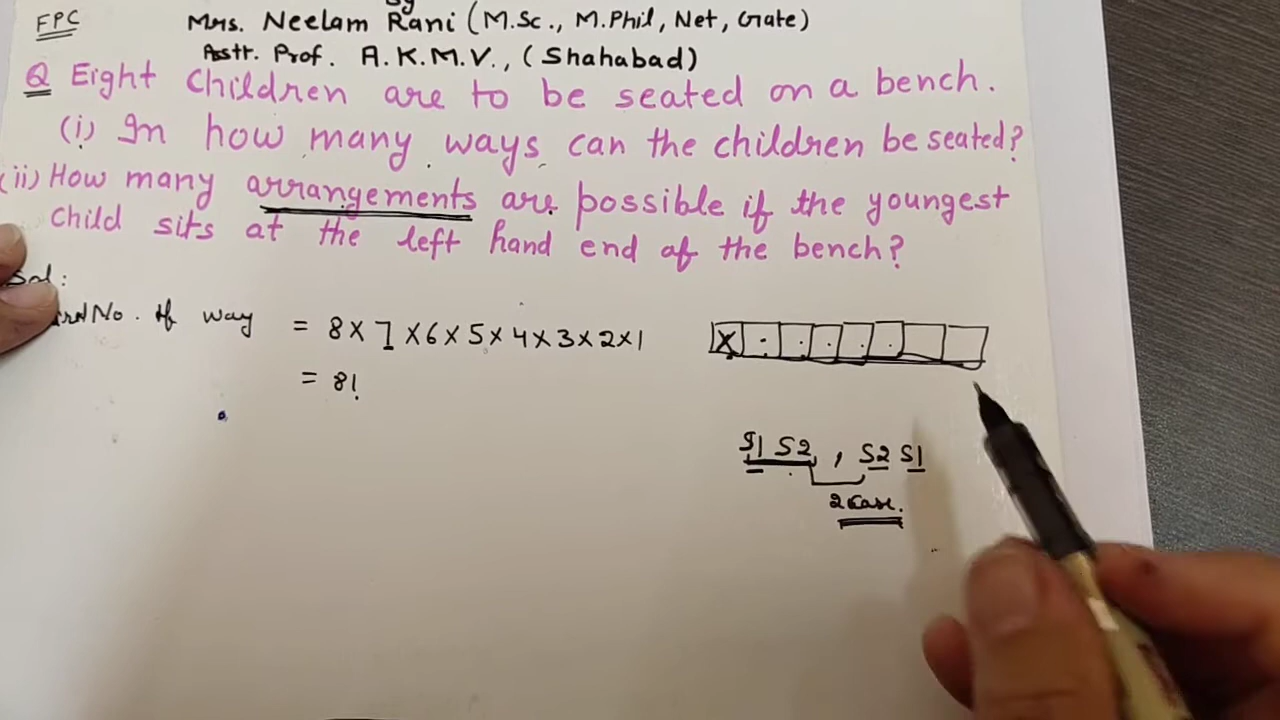 By
FPC
Mrs. Neelam Rani (M.Sc., M.Phil, Net, Gate)
Asstt. Prof. A.K.M.V., (Shahabad)
Q Eight Children are to be seated on a bench.
(i) In how many ways can the children be seated?
(ii) How many arrangements are possible if the youngest
Child sits at the left hand end of the bench?
Sol:
No. of way = 8×7×6×5×4×3×2×1
= 8!
X
S1 S2, S2 S1
2 Case.